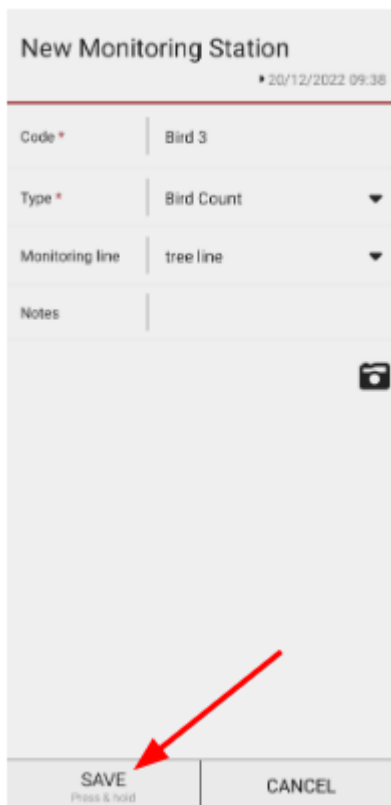 New Monitoring Station
20/12/2022 09:38
Code * Bird 3
Type * Bird Count
Monitoring line tree line
Notes
SAVE CANCEL
Press & hold